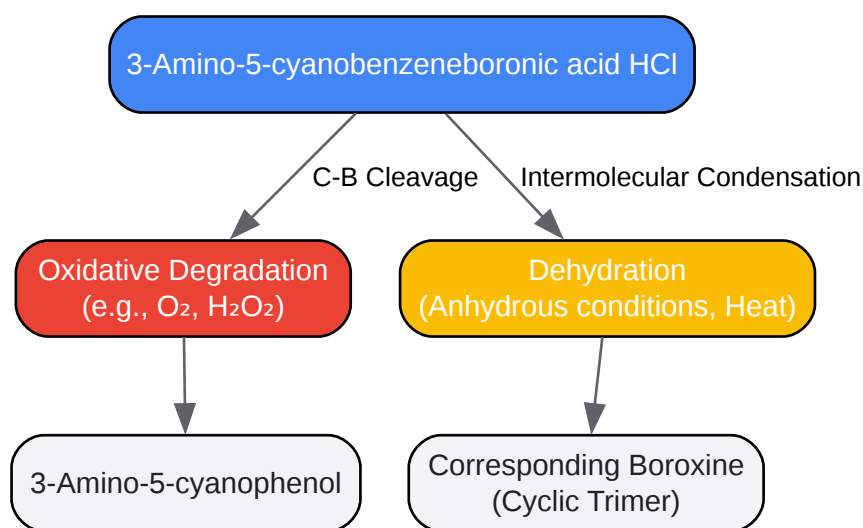 3-Amino-5-cyanobenzeneboronic acid HCl
C-B Cleavage
Intermolecular Condensation
Oxidative Degradation
(e.g., O₂, H₂O₂)
Dehydration
(Anhydrous conditions, Heat)
3-Amino-5-cyanophenol
Corresponding Boroxine
(Cyclic Trimer)